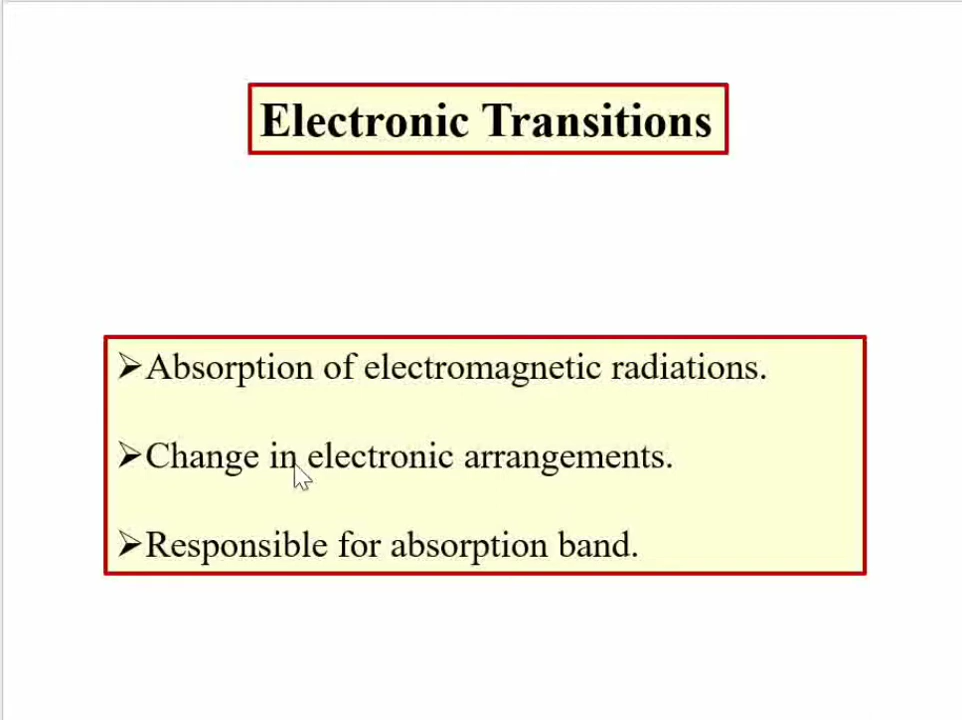 Electronic Transitions
➢Absorption of electromagnetic radiations.
➢Change in electronic arrangements.
➢Responsible for absorption band.